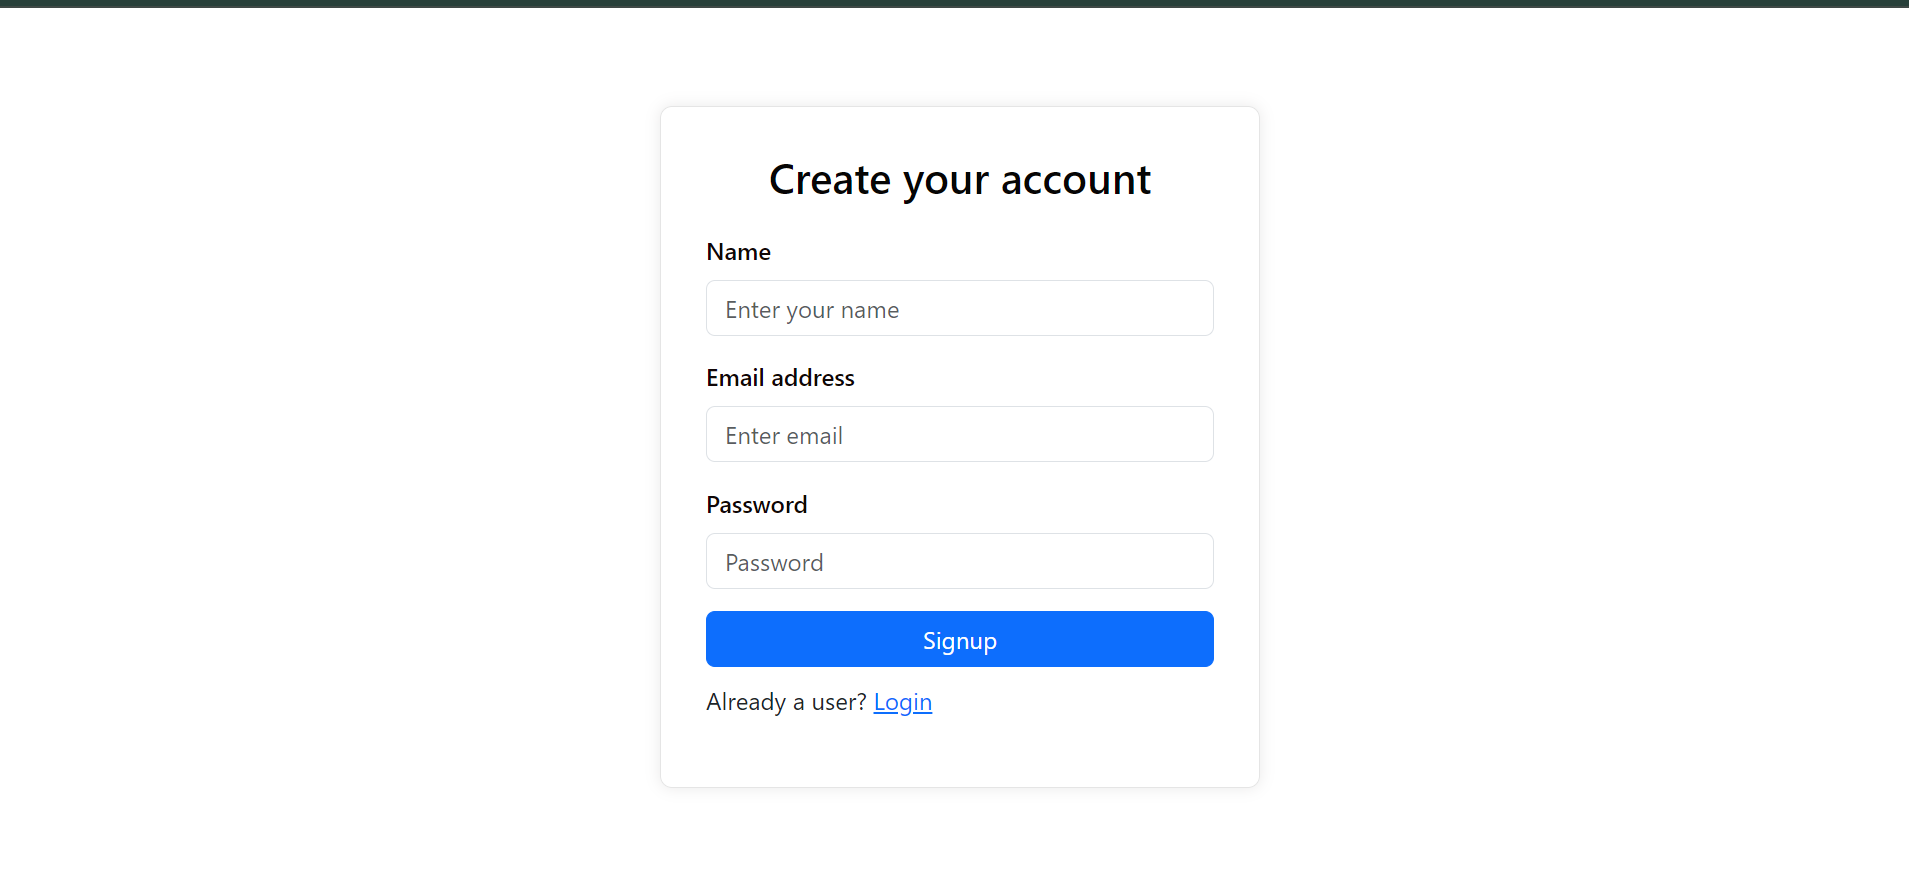 Create your account
Name
Enter your name
Email address
Enter email
Password
Password
Signup
Already a user? Login